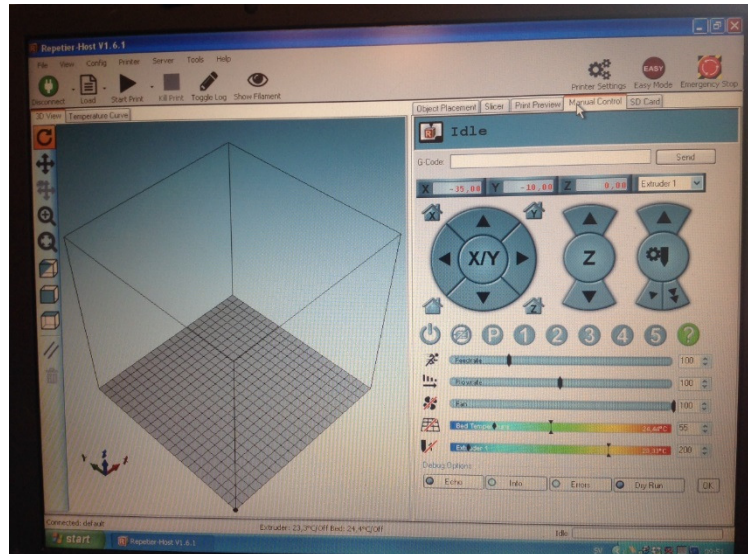 Repetier-Host V1.6.1
File View Config Printer Server Tools Help
Disconnect Load Start Print Kill Print Toggle Log Show Filament
Printer Settings Easy Mode Emergency Stop
EASY
3D View Temperature Curve
Object Placement Slicer Print Preview Manual Control SD Card
Idle
G-Code: Send
X -35,00 Y -10,00 Z 0,00 Extruder 1
X Y
X/Y Z
Z
P 1 2 3 4 5 ?
Feedrate 100
Flowrate 100
Fan 100
Bed Temperature 55
Extruder 1 200
Debug Options:
Echo Info Errors Dry Run OK
Connected: default
Extruder: 23,3°C/Off Bed: 24,4°C/Off
Idle
start Repetier-Host V1.6.1